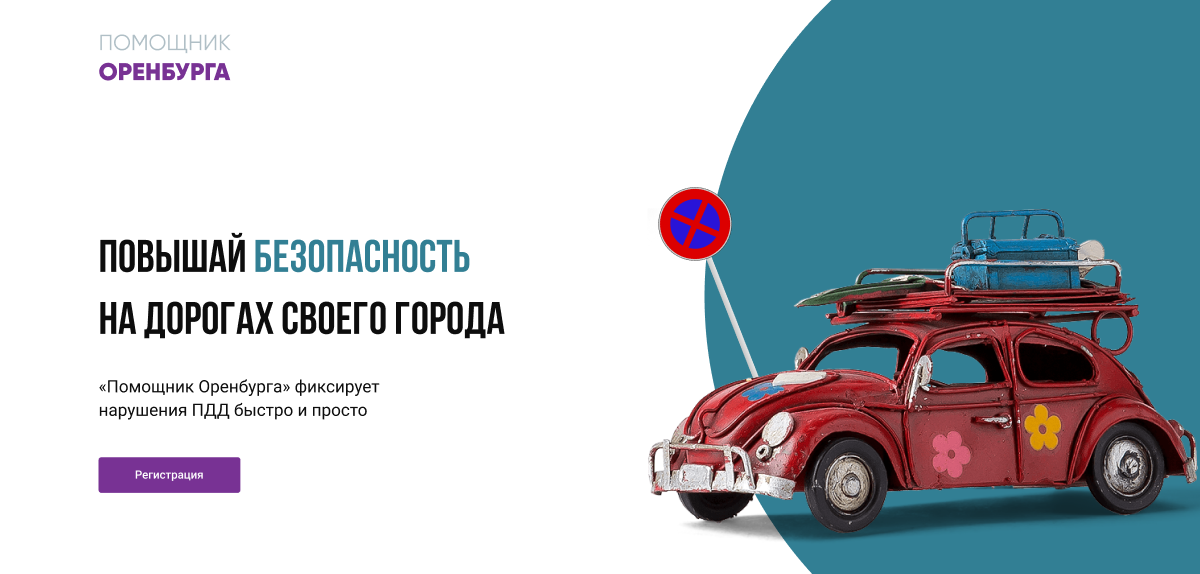 ПОМОЩНИК
ОРЕНБУРГА
ПОВЫШАЙ БЕЗОПАСНОСТЬ
НА ДОРОГАХ СВОЕГО ГОРОДА
«Помощник Оренбурга» фиксирует
нарушения ПДД быстро и просто
Регистрация